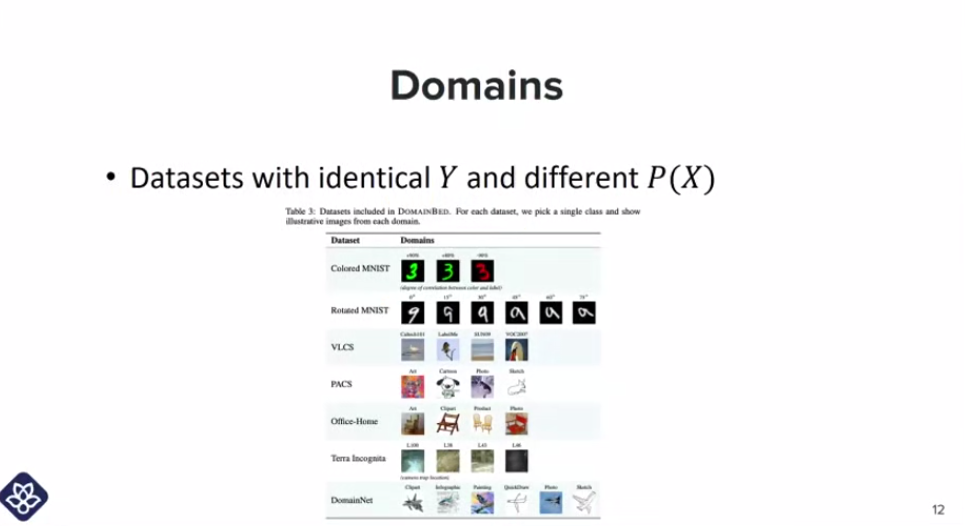 Domains
• Datasets with identical Y and different P(X)
Table 3: Datasets included in DOMAINBED. For each dataset, we pick a single class and show
illustrative images from each domain.
Dataset Domains
+90% +80% -90%
Colored MNIST
(degree of correlation between color and label)
0° 15° 30° 45° 60° 75°
Rotated MNIST
Caltech101 LabelMe SUN09 VOC2007
VLCS
Art Cartoon Photo Sketch
PACS
Art Clipart Product Photo
Office-Home
L100 L38 L43 L46
Terra Incognita
(camera trap location)
Clipart Infographic Painting QuickDraw Photo Sketch
DomainNet
12